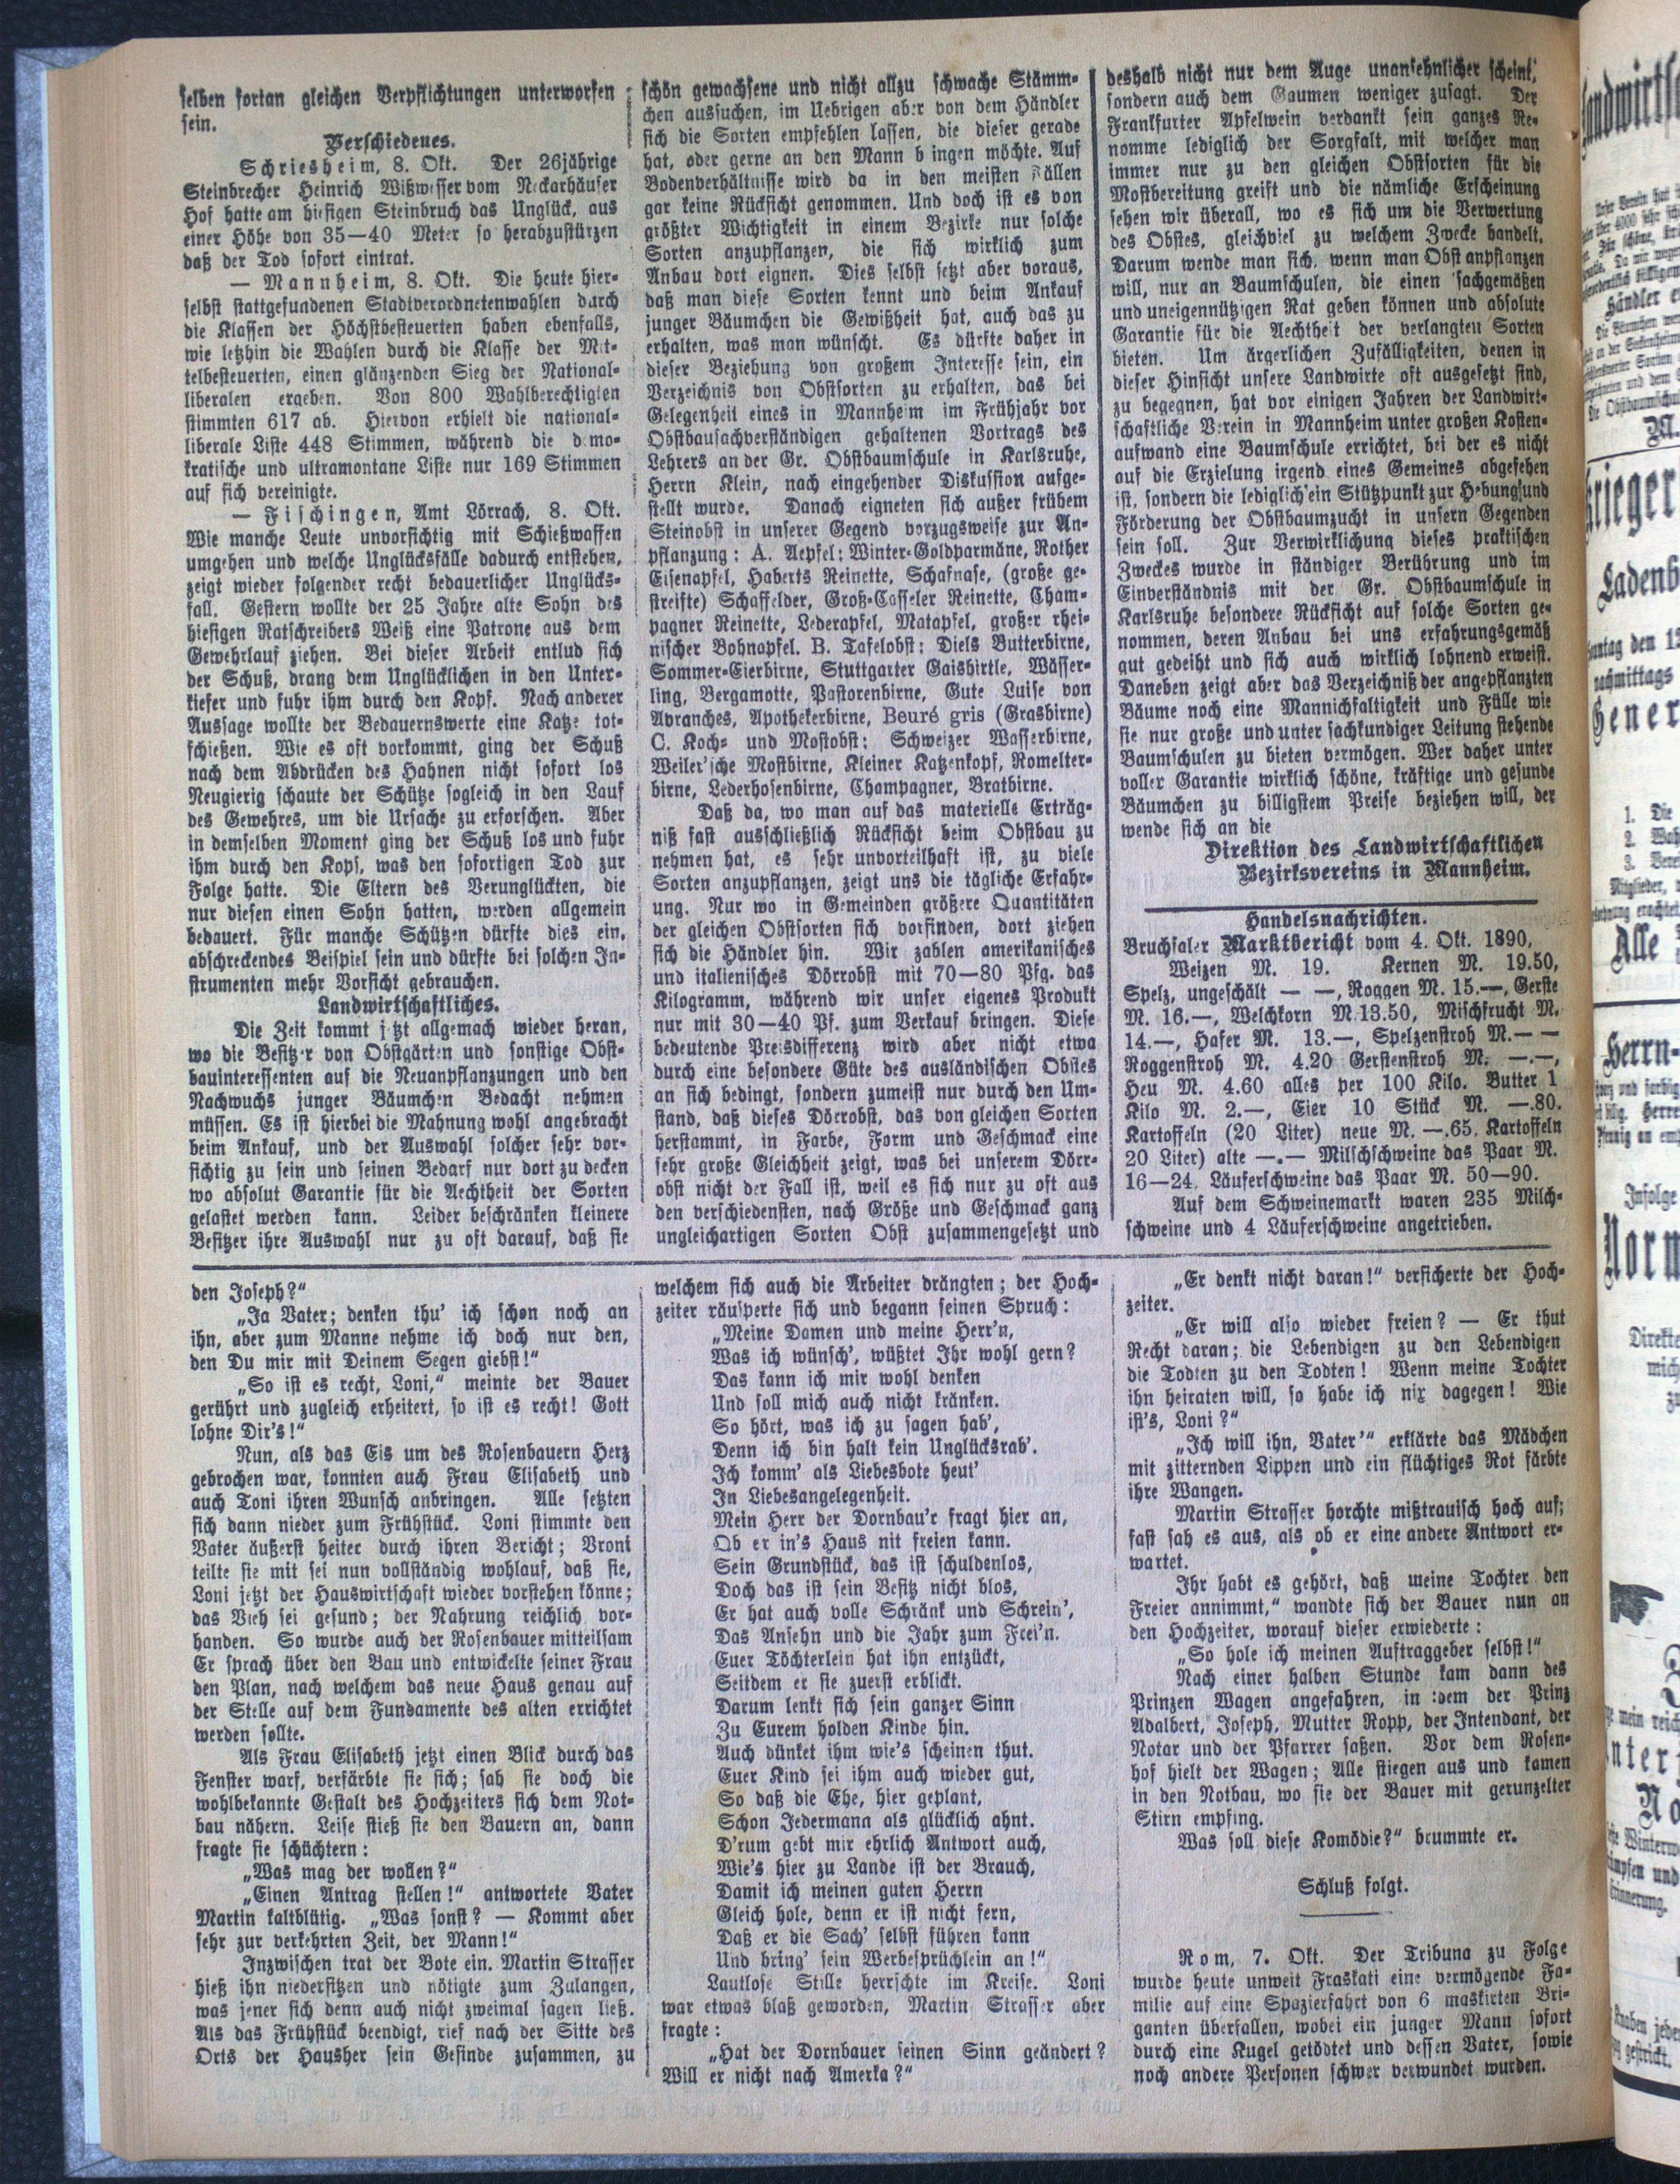 selben fortan gleichen Verpflichtungen unterworfen
sein.
Verschiedenes.
Schriesheim, 8. Okt. Der 26jährige
Steinbrecher Heinrich Wißwesser vom Neckarhäuser
Hof hatte am hiesigen Steinbruch das Unglück, aus
einer Höhe von 35—40 Meter so herabzustürzen
daß der Tod sofort eintrat.
— Mannheim, 8. Okt. Die heute hier-
selbst stattgefundenen Stadtverordnetenwahlen durch
die Klassen der Höchstbesteuerten haben ebenfalls,
wie letzhin die Wahlen durch die Klasse der Mit-
telbesteuerten, einen glänzenden Sieg der National-
liberalen ergeben. Von 800 Wahlberechtigten
stimmten 617 ab. Hiervon erhielt die national-
liberale Liste 448 Stimmen, während die demo-
kratische und ultramontane Liste nur 169 Stimmen
auf sich vereinigte.
— Fischingen, Amt Lörrach, 8. Okt.
Wie manche Leute unvorsichtig mit Schießwaffen
umgehen und welche Unglücksfälle dadurch entstehen,
zeigt wieder folgender recht bedauerlicher Unglücks-
fall. Gestern wollte der 25 Jahre alte Sohn des
hiesigen Ratschreibers Weiß eine Patrone aus dem
Gewehrlauf ziehen. Bei dieser Arbeit entlud sich
der Schuß, drang dem Unglücklichen in den Unter-
kiefer und fuhr ihm durch den Kopf. Nach anderer
Aussage wollte der Bedauernswerte eine Katze tot-
schießen. Wie es oft vorkommt, ging der Schuß
nach dem Abdrücken des Hahnen nicht sofort los
Neugierig schaute der Schütze sogleich in den Lauf
des Gewehres, um die Ursache zu erforschen. Aber
in demselben Moment ging der Schuß los und fuhr
ihm durch den Kopf, was den sofortigen Tod zur
Folge hatte. Die Eltern des Verunglückten, die
nur diesen einen Sohn hatten, werden allgemein
bedauert. Für manche Schützen dürfte dies ein,
abschreckendes Beispiel sein und dürfte bei solchen In-
strumenten mehr Vorsicht gebrauchen.
Landwirtschaftliches.
Die Zeit kommt jetzt allgemach wieder heran,
wo die Besitzer von Obstgärten und sonstige Obst-
bauinteressenten auf die Neuanpflanzungen und den
Nachwuchs junger Bäumchen Bedacht nehmen
müssen. Es ist hierbei die Mahnung wohl angebracht
beim Ankauf, und der Auswahl solcher sehr vor-
sichtig zu sein und seinen Bedarf nur dort zu decken
wo absolut Garantie für die Aechtheit der Sorten
gelastet werden kann. Leider beschränken kleinere
Besitzer ihre Auswahl nur zu oft darauf, daß sie
schön gewachsene und nicht allzu schwache Stämm-
chen aussuchen, im Uebrigen aber von dem Händler
sich die Sorten empfehlen lassen, die dieser gerade
hat, oder gerne an den Mann b ingen möchte. Auf
Bodenverhältnisse wird da in den meisten Fällen
gar keine Rücksicht genommen. Und doch ist es von
größter Wichtigkeit in einem Bezirke nur solche
Sorten anzupflanzen, die sich wirklich zum
Anbau dort eignen. Dies selbst setzt aber voraus,
daß man diese Sorten kennt und beim Ankauf
junger Bäumchen die Gewißheit hat, auch das zu
erhalten, was man wünscht. Es dürfte daher in
dieser Beziehung von großem Interesse sein, ein
Verzeichnis von Obstsorten zu erhalten, das bei
Gelegenheit eines in Mannheim im Frühjahr vor
Obstbausachverständigen gehaltenen Vortrags des
Lehrers an der Gr. Obstbaumschule in Karlsruhe,
Herrn Klein, nach eingehender Diskussion aufge-
stellt wurde. Danach eigneten sich außer frühem
Steinobst in unserer Gegend vorzugsweise zur An-
pflanzung: A. Aepfel: Winter-Goldparmäne, Rother
Eisenapfel, Haberts Reinette, Schafnase, (große ge-
streifte) Schaffelder, Groß-Casseler Reinette, Cham-
pagner Reinette, Lederapfel, Matapfel, großer rhei-
nischer Bohnapfel. B. Tafelobst: Diels Butterbirne,
Sommer-Eierbirne, Stuttgarter Gaishirtle, Wässer-
ling, Bergamotte, Pastorenbirne, Gute Luise von
Avranches, Apothekerbirne, Beuré gris (Grasbirne)
C. Koch- und Mostobst: Schweizer Wasserbirne,
Weiler'sche Mostbirne, Kleiner Katzenkopf, Romelter-
birne, Lederhosenbirne, Champagner, Bratbirne.
Daß da, wo man auf das materielle Erträg-
niß fast ausschließlich Rücksicht beim Obstbau zu
nehmen hat, es sehr unvorteilhaft ist, zu viele
Sorten anzupflanzen, zeigt uns die tägliche Erfahr-
ung. Nur wo in Gemeinden größere Quantitäten
der gleichen Obstsorten sich vorfinden, dort ziehen
sich die Händler hin. Wir zahlen amerikanisches
und italienisches Dörrobst mit 70—80 Pfg. das
Kilogramm, während wir unser eigenes Produkt
nur mit 30—40 Pf. zum Verkauf bringen. Diese
bedeutende Preisdifferenz wird aber nicht etwa
durch eine besondere Güte des ausländischen Obstes
an sich bedingt, sondern zumeist nur durch den Um-
stand, daß dieses Dörrobst, das von gleichen Sorten
herstammt, in Farbe, Form und Geschmack eine
sehr große Gleichheit zeigt, was bei unserem Dörr-
obst nicht der Fall ist, weil es sich nur zu oft aus
den verschiedensten, nach Größe und Geschmack ganz
ungleichartigen Sorten Obst zusammengesetzt und
deshalb nicht nur dem Auge unansehnlicher scheint,
sondern auch dem Gaumen weniger zusagt. Der
Frankfurter Apfelwein verdankt sein ganzes Re-
nomme lediglich der Sorgfalt, mit welcher man
immer nur zu den gleichen Obstsorten für die
Mostbereitung greift und die nämliche Erscheinung
sehen wir überall, wo es sich um die Verwertung
des Obstes, gleichviel zu welchem Zwecke handelt.
Darum wende man sich, wenn man Obst anpflanzen
will, nur an Baumschulen, die einen sachgemäßen
und uneigennützigen Rat geben können und absolute
Garantie für die Aechtheit der verlangten Sorten
bieten. Um ärgerlichen Zufälligkeiten, denen in
dieser Hinsicht unsere Landwirte oft ausgesetzt sind,
zu begegnen, hat vor einigen Jahren der Landwirt-
schaftliche Verein in Mannheim unter großen Kosten-
aufwand eine Baumschule errichtet, bei der es nicht
auf die Erzielung irgend eines Gemeines abgesehen
ist, sondern die lediglich ein Stützpunkt zur Hebung und
Förderung der Obstbaumzucht in unsern Gegenden
sein soll. Zur Verwirklichung dieses praktischen
Zweckes wurde in ständiger Berührung und im
Einverständnis mit der Gr. Obstbaumschule in
Karlsruhe besondere Rücksicht auf solche Sorten ge-
nommen, deren Anbau bei uns erfahrungsgemäß
gut gedeiht und sich auch wirklich lohnend erweist.
Daneben zeigt aber das Verzeichniß der angepflanzten
Bäume noch eine Mannichfaltigkeit und Fülle wie
sie nur große und unter sachkundiger Leitung stehende
Baumschulen zu bieten vermögen. Wer daher unter
voller Garantie wirklich schöne, kräftige und gesunde
Bäumchen zu billigstem Preise beziehen will, der
wende sich an die
Direktion des Landwirtschaftlichen
Bezirksvereins in Mannheim.
Handelsnachrichten.
Bruchsaler Marktbericht vom 4. Okt. 1890,
Weizen M. 19. Kernen M. 19.50,
Spelz, ungeschält — —, Roggen M. 15.—, Gerste
M. 16.—, Welchkorn M.13.50, Mischfrucht M.
14.—, Hafer M. 13.—, Spelzenstroh M.— —
Roggenstroh M. 4.20 Gerstenstroh M. —.—,
Heu M. 4.60 alles per 100 Kilo. Butter 1
Kilo M. 2.—, Eier 10 Stück M. —.80.
Kartoffeln (20 Liter) neue M. —.65, Kartoffeln
20 Liter) alte —.— Milschschweine das Paar M.
16—24, Läuferschweine das Paar M. 50—90.
Auf dem Schweinemarkt waren 235 Milch-
schweine und 4 Läuferschweine angetrieben.
den Joseph?"
„Ja Vater; denken thu' ich schon noch an
ihn, aber zum Manne nehme ich doch nur den,
den Du mir mit Deinem Segen giebst!"
„So ist es recht, Loni," meinte der Bauer
gerührt und zugleich erheitert, so ist es recht! Gott
lohne Dir's!"
Nun, als das Eis um des Rosenbauern Herz
gebrochen war, konnten auch Frau Elisabeth und
auch Toni ihren Wunsch anbringen. Alle setzten
sich dann nieder zum Frühstück. Loni stimmte den
Vater äußerst heiter durch ihren Bericht; Vroni
teilte sie mit sei nun vollständig wohlauf, daß sie,
Loni jetzt der Hauswirtschaft wieder vorstehen könne;
das Vieh sei gesund; der Nahrung reichlich vor-
handen. So wurde auch der Rosenbauer mitteilsam
Er sprach über den Bau und entwickelte seiner Frau
den Plan, nach welchem das neue Haus genau auf
der Stelle auf dem Fundamente des alten errichtet
werden sollte.
Als Frau Elisabeth jetzt einen Blick durch das
Fenster warf, verfärbte sie sich; sah sie doch die
wohlbekannte Gestalt des Hochzeiters sich dem Not-
bau nähern. Leise stieß sie den Bauern an, dann
fragte sie schüchtern:
„Was mag der wollen?"
„Einen Antrag stellen!" antwortete Vater
Martin kaltblütig. „Was sonst? — Kommt aber
sehr zur verkehrten Zeit, der Mann!"
Inzwischen trat der Bote ein. Martin Strasser
hieß ihn niedersitzen und nötigte zum Zulangen,
was jener sich denn auch nicht zweimal sagen ließ.
Als das Frühstück beendigt, rief nach der Sitte des
Orts der Hausher sein Gesinde zusammen, zu
welchem sich auch die Arbeiter drängten; der Hoch-
zeiter räusperte sich und begann seinen Spruch:
„Meine Damen und meine Herr'n,
Was ich wünsch', wüßtet Ihr wohl gern?
Das kann ich mir wohl denken
Und soll mich auch nicht kränken.
So hört, was ich zu sagen hab',
Denn ich bin halt kein Unglücksrab'.
Ich komm' als Liebesbote heut'
In Liebesangelegenheit.
Mein Herr der Dornbau'r fragt hier an,
Ob er in's Haus nit freien kann.
Sein Grundstück, das ist schuldenlos,
Doch das ist sein Besitz nicht blos,
Er hat auch volle Schränk und Schrein',
Das Ansehn und die Jahr zum Frei'n.
Euer Töchterlein hat ihn entzückt,
Seitdem er sie zuerst erblickt.
Darum lenkt sich sein ganzer Sinn
Zu Eurem holden Kinde hin.
Auch dünket ihm wie's scheinen thut.
Euer Kind sei ihm auch wieder gut,
So daß die Ehe, hier geplant,
Schon Jedermana als glücklich ahnt.
D'rum gebt mir ehrlich Antwort auch,
Wie's hier zu Lande ist der Brauch,
Damit ich meinen guten Herrn
Gleich hole, denn er ist nicht fern,
Daß er die Sach' selbst führen kann
Und bring' sein Werbesprüchlein an!"
Lautlose Stille herrschte im Kreise. Loni
war etwas blaß geworden, Martin Strasser aber
fragte:
„Hat der Dornbauer seinen Sinn geändert?
Will er nicht nach Amerka?"
„Er denkt nicht daran!" versicherte der Hoch-
zeiter.
„Er will also wieder freien? — Er thut
Recht daran; die Lebendigen zu den Lebendigen
die Todten zu den Todten! Wenn meine Tochter
ihn heiraten will, so habe ich nix dagegen! Wie
ist's, Loni?"
„Ich will ihn, Vater'" erklärte das Mädchen
mit zitternden Lippen und ein flüchtiges Rot färbte
ihre Wangen.
Martin Strasser horchte mißtrauisch hoch auf;
fast sah es aus, als ob er eine andere Antwort er-
wartet.
Ihr habt es gehört, daß meine Tochter den
Freier annimmt," wandte sich der Bauer nun an
den Hochzeiter, worauf dieser erwiederte:
„So hole ich meinen Auftraggeber selbst!"
Nach einer halben Stunde kam dann des
Prinzen Wagen angefahren, in dem der Prinz
Adalbert, Joseph, Mutter Ropp, der Intendant, der
Notar und der Pfarrer saßen. Vor dem Rosen-
hof hielt der Wagen; Alle stiegen aus und kamen
in den Notbau, wo sie der Bauer mit gerunzelter
Stirn empfing.
Was soll diese Komödie?" brummte er.
Schluß folgt.
Rom, 7. Okt. Der Tribuna zu Folge
wurde heute unweit Fraskati eine vermögende Fa-
milie auf eine Spazierfahrt von 6 maskirten Bri-
ganten überfallen, wobei ein junger Mann sofort
durch eine Kugel getödtet und dessen Vater, sowie
noch andere Personen schwer verwundet wurden.